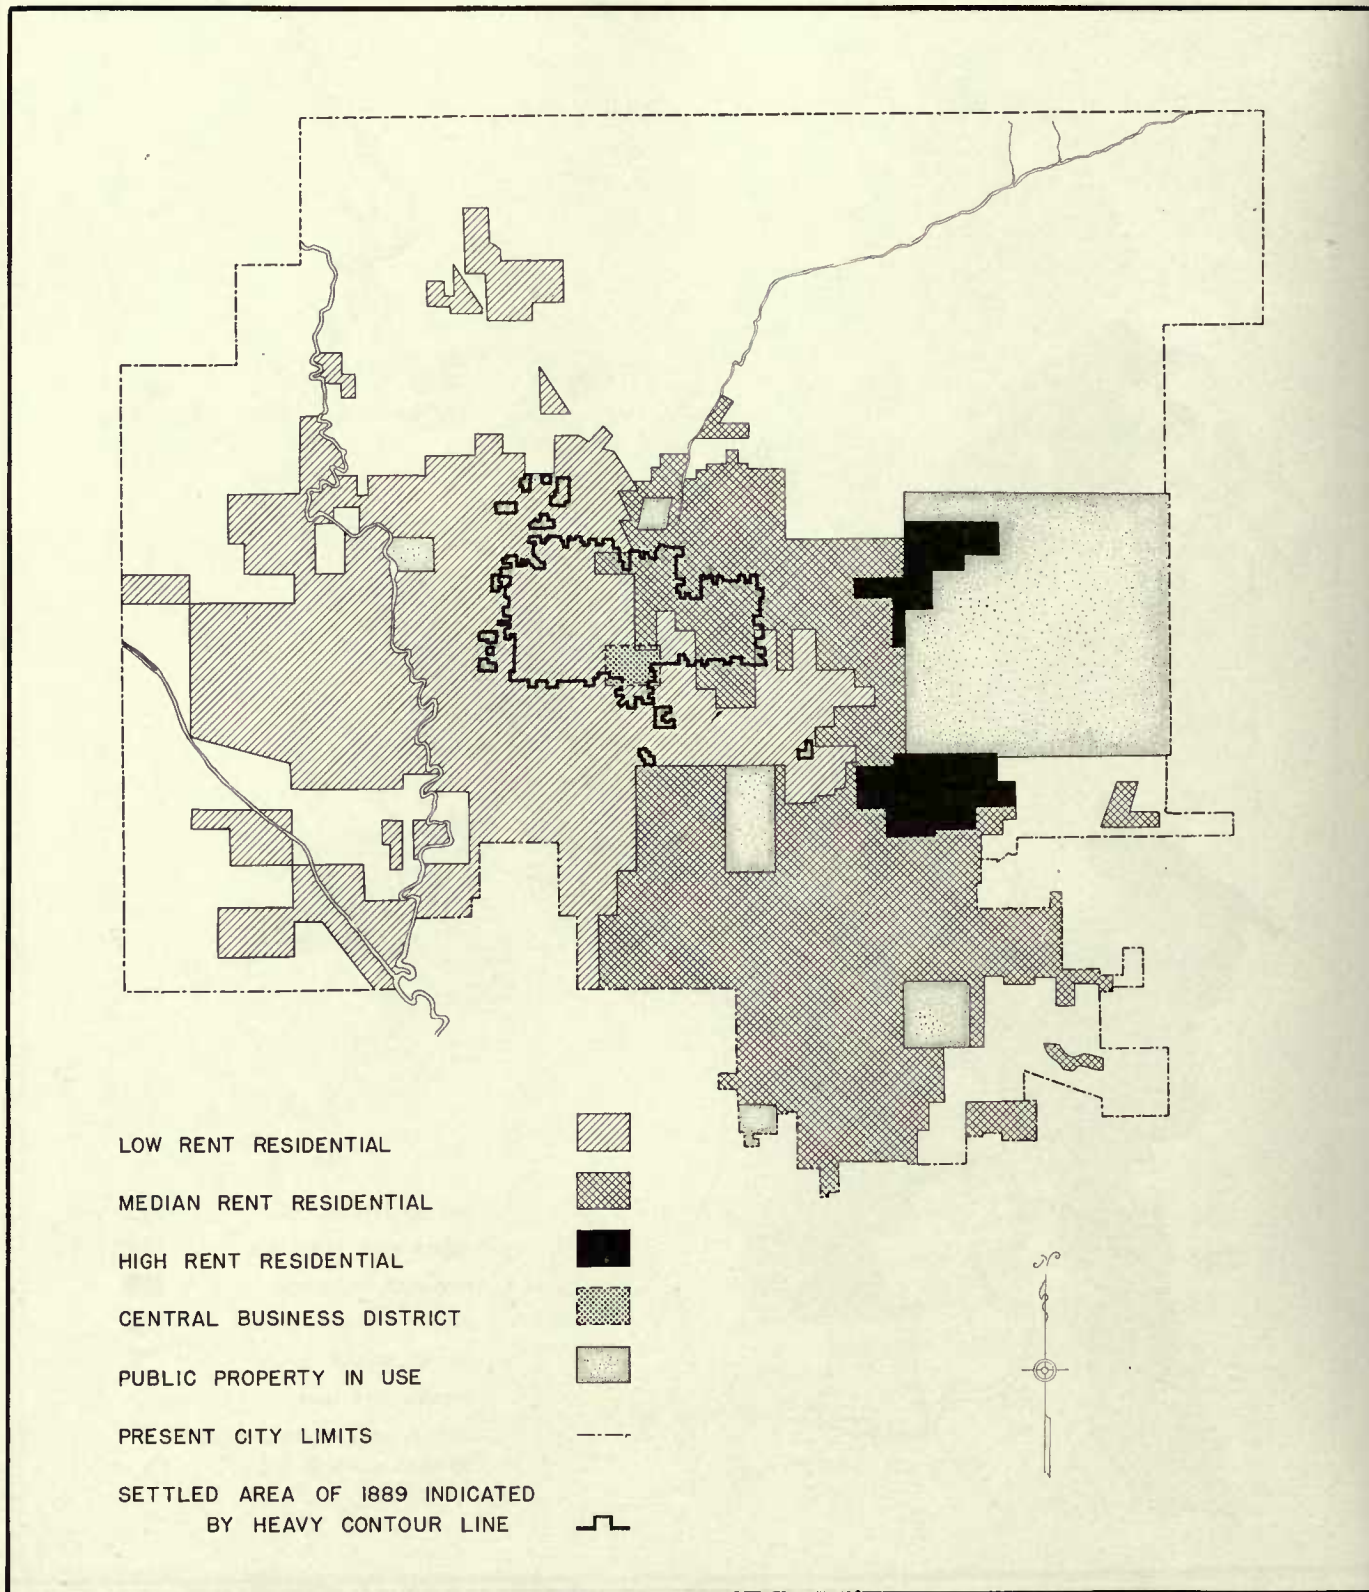 LOW RENT RESIDENTIAL
MEDIAN RENT RESIDENTIAL
HIGH RENT RESIDENTIAL
CENTRAL BUSINESS DISTRICT
PUBLIC PROPERTY IN USE
PRESENT CITY LIMITS
SETTLED AREA OF 1889 INDICATED
BY HEAVY CONTOUR LINE
N